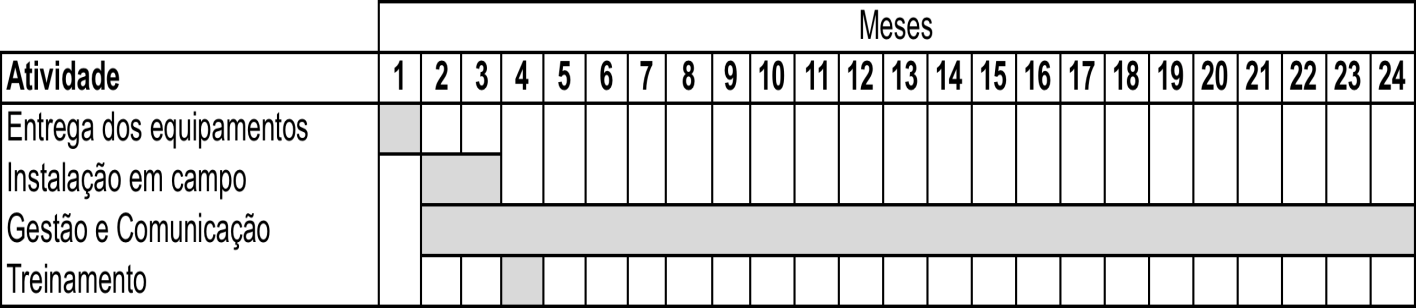 Meses
Atividade 1 2 3 4 5 6 7 8 9 10 11 12 13 14 15 16 17 18 19 20 21 22 23 24
Entrega dos equipamentos
Instalação em campo
Gestão e Comunicação
Treinamento